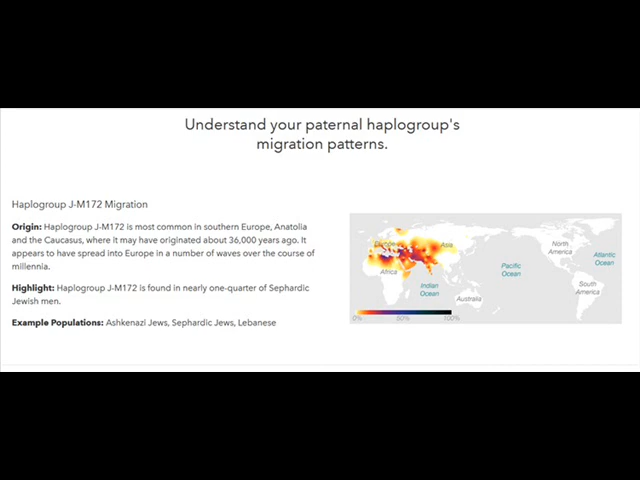 Understand your paternal haplogroup's
migration patterns.
Haplogroup J-M172 Migration
Origin: Haplogroup J-M172 is most common in southern Europe, Anatolia
and the Caucasus, where it may have originated about 36,000 years ago. It
appears to have spread into Europe in a number of waves over the course of
millennia.
Highlight: Haplogroup J-M172 is found in nearly one-quarter of Sephardic
Jewish men.
Example Populations: Ashkenazi Jews, Sephardic Jews, Lebanese
Europe
Asia
Africa
Indian
Ocean
Australia
Pacific
Ocean
North
America
Atlantic
Ocean
South
America
0% 50% 100%